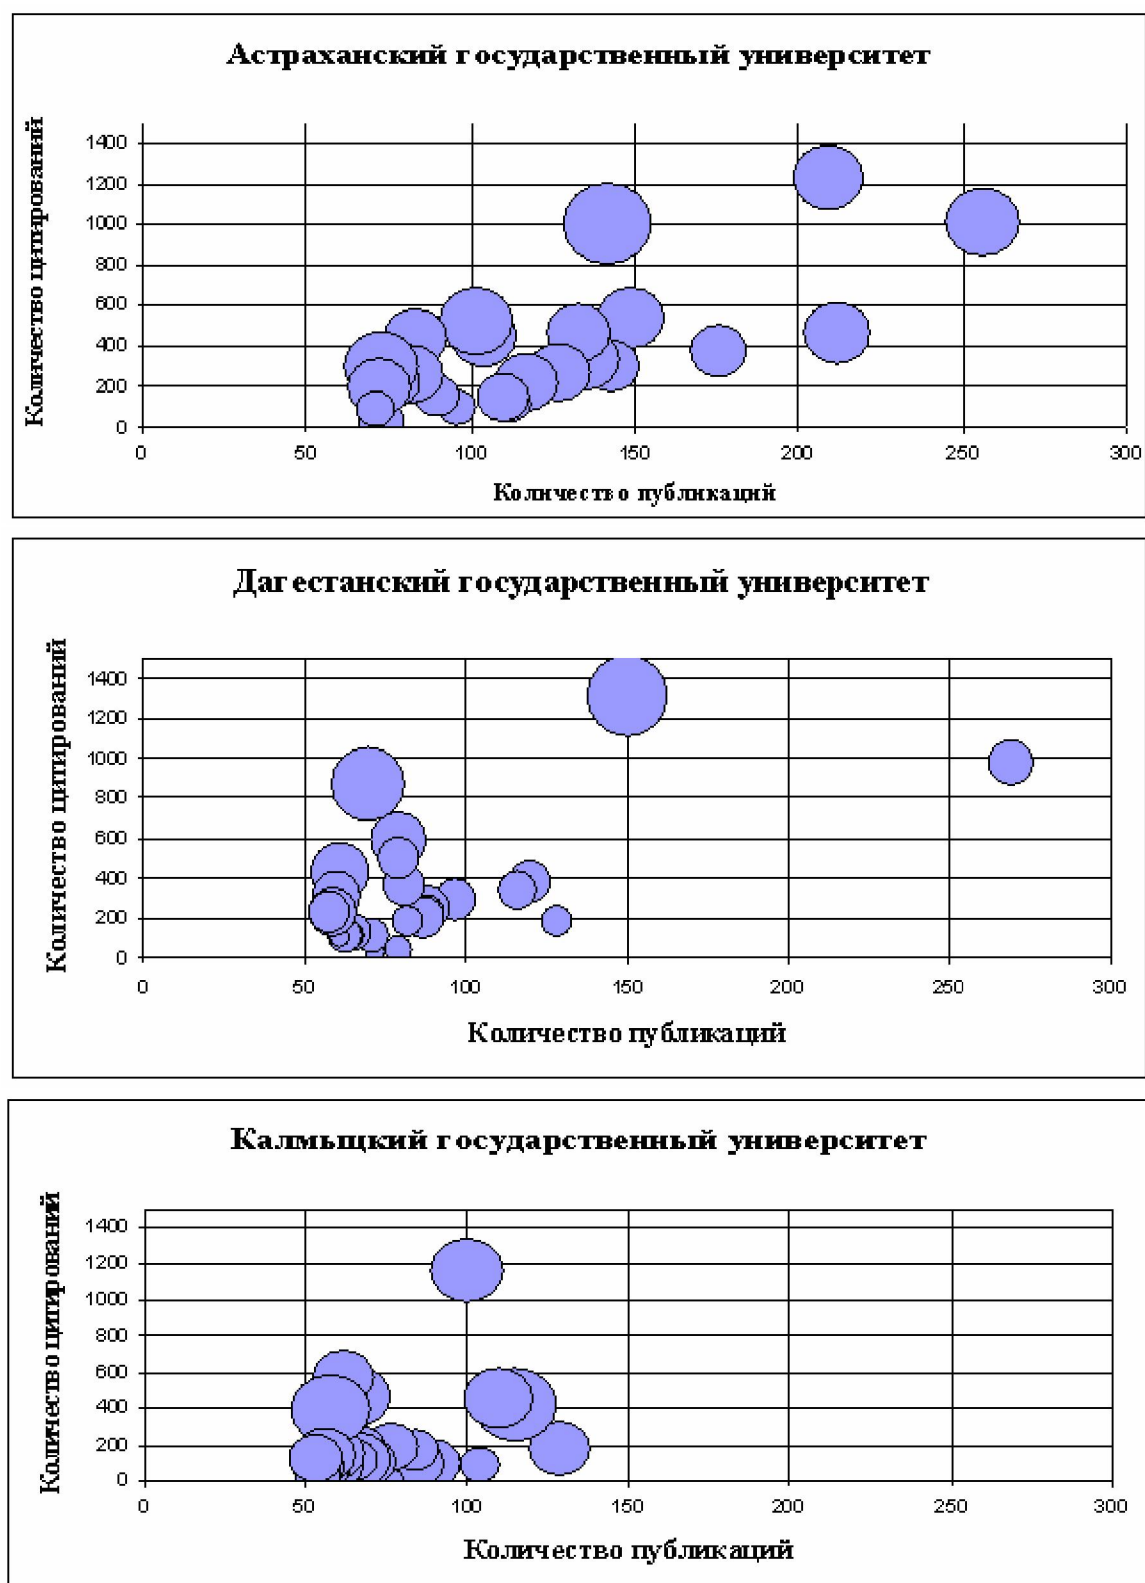 Астраханский государственный университет
Количество цитирований
1400
1200
1000
800
600
400
200
0
0 50 100 150 200 250 300
Количество публикаций
Дагестанский государственный университет
Количество цитирований
1400
1200
1000
800
600
400
200
0
0 50 100 150 200 250 300
Количество публикаций
Калмыцкий государственный университет
Количество цитирований
1400
1200
1000
800
600
400
200
0
0 50 100 150 200 250 300
Количество публикаций